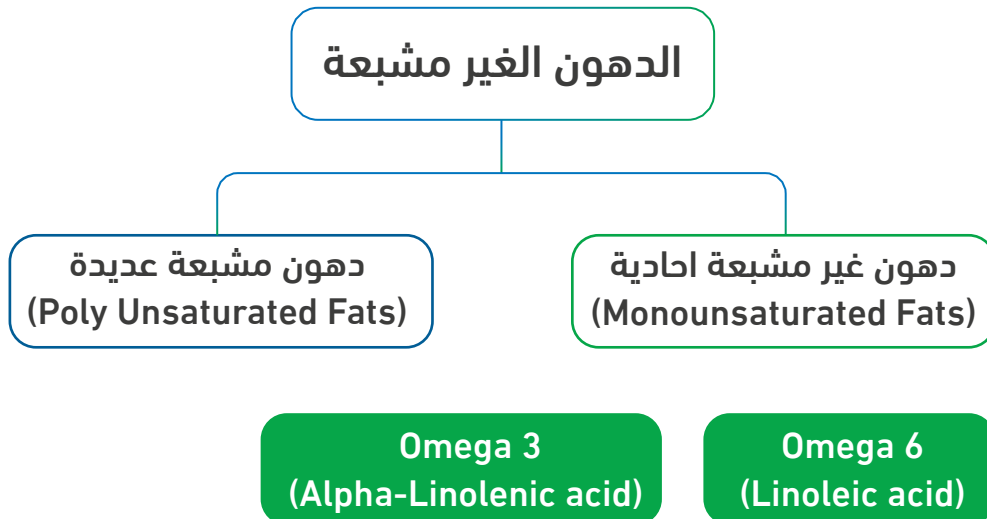 الدهون الغير مشبعة
دهون غير مشبعة احادية
(Monounsaturated Fats)
دهون مشبعة عديدة
(Poly Unsaturated Fats)
Omega 3
(Alpha-Linolenic acid)
Omega 6
(Linoleic acid)